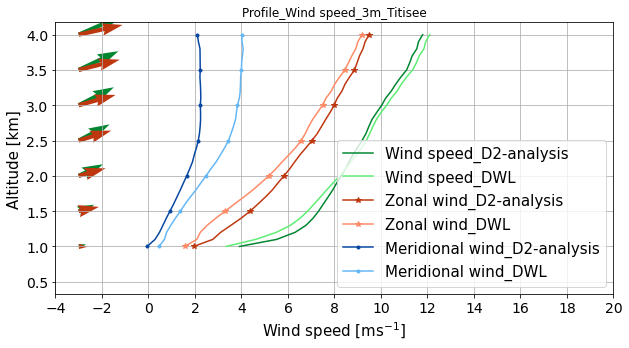 Profile_Wind speed_3m_Titisee
4.0
3.5
3.0
2.5
2.0
1.5
1.0
0.5
Altitude [km]
Wind speed_D2-analysis
Wind speed_DWL
Zonal wind_D2-analysis
Zonal wind_DWL
Meridional wind_D2-analysis
Meridional wind_DWL
−4 −2 0 2 4 6 8 10 12 14 16 18 20
Wind speed [ms⁻¹]